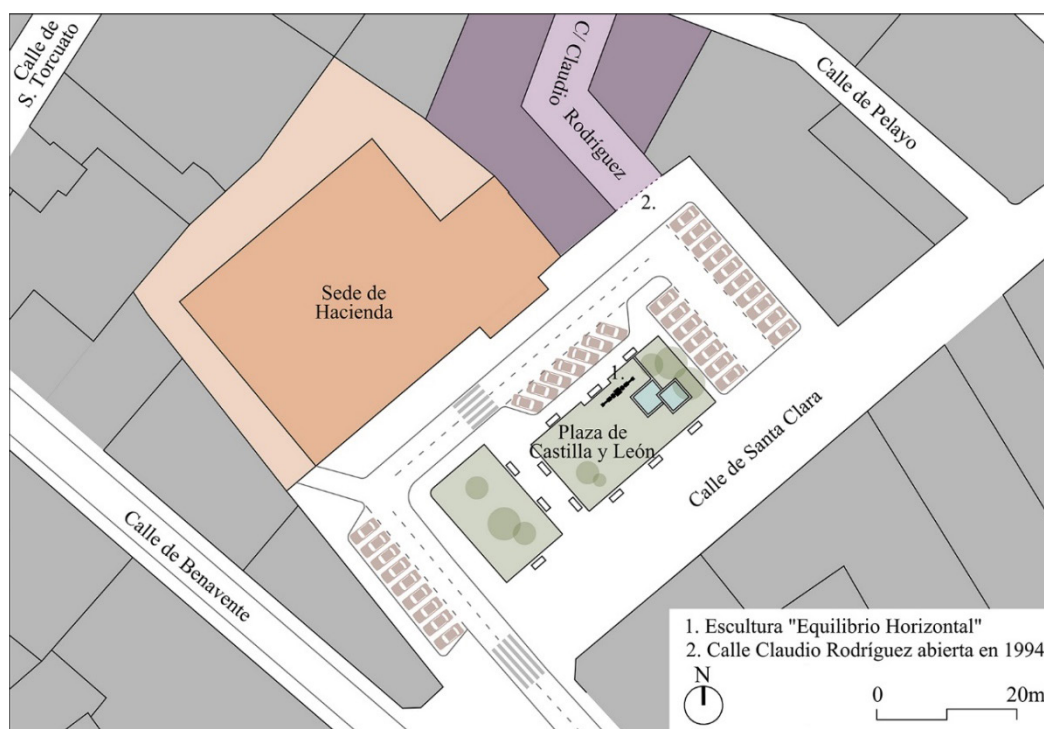 Calle de
S. Torcuato
C/ Claudio
Rodríguez
Calle de Pelayo
2.
Sede de
Hacienda
1.
Plaza de
Castilla y León
Calle de Santa Clara
Calle de Benavente
1. Escultura "Equilibrio Horizontal"
2. Calle Claudio Rodríguez abierta en 1994
N
0 20m